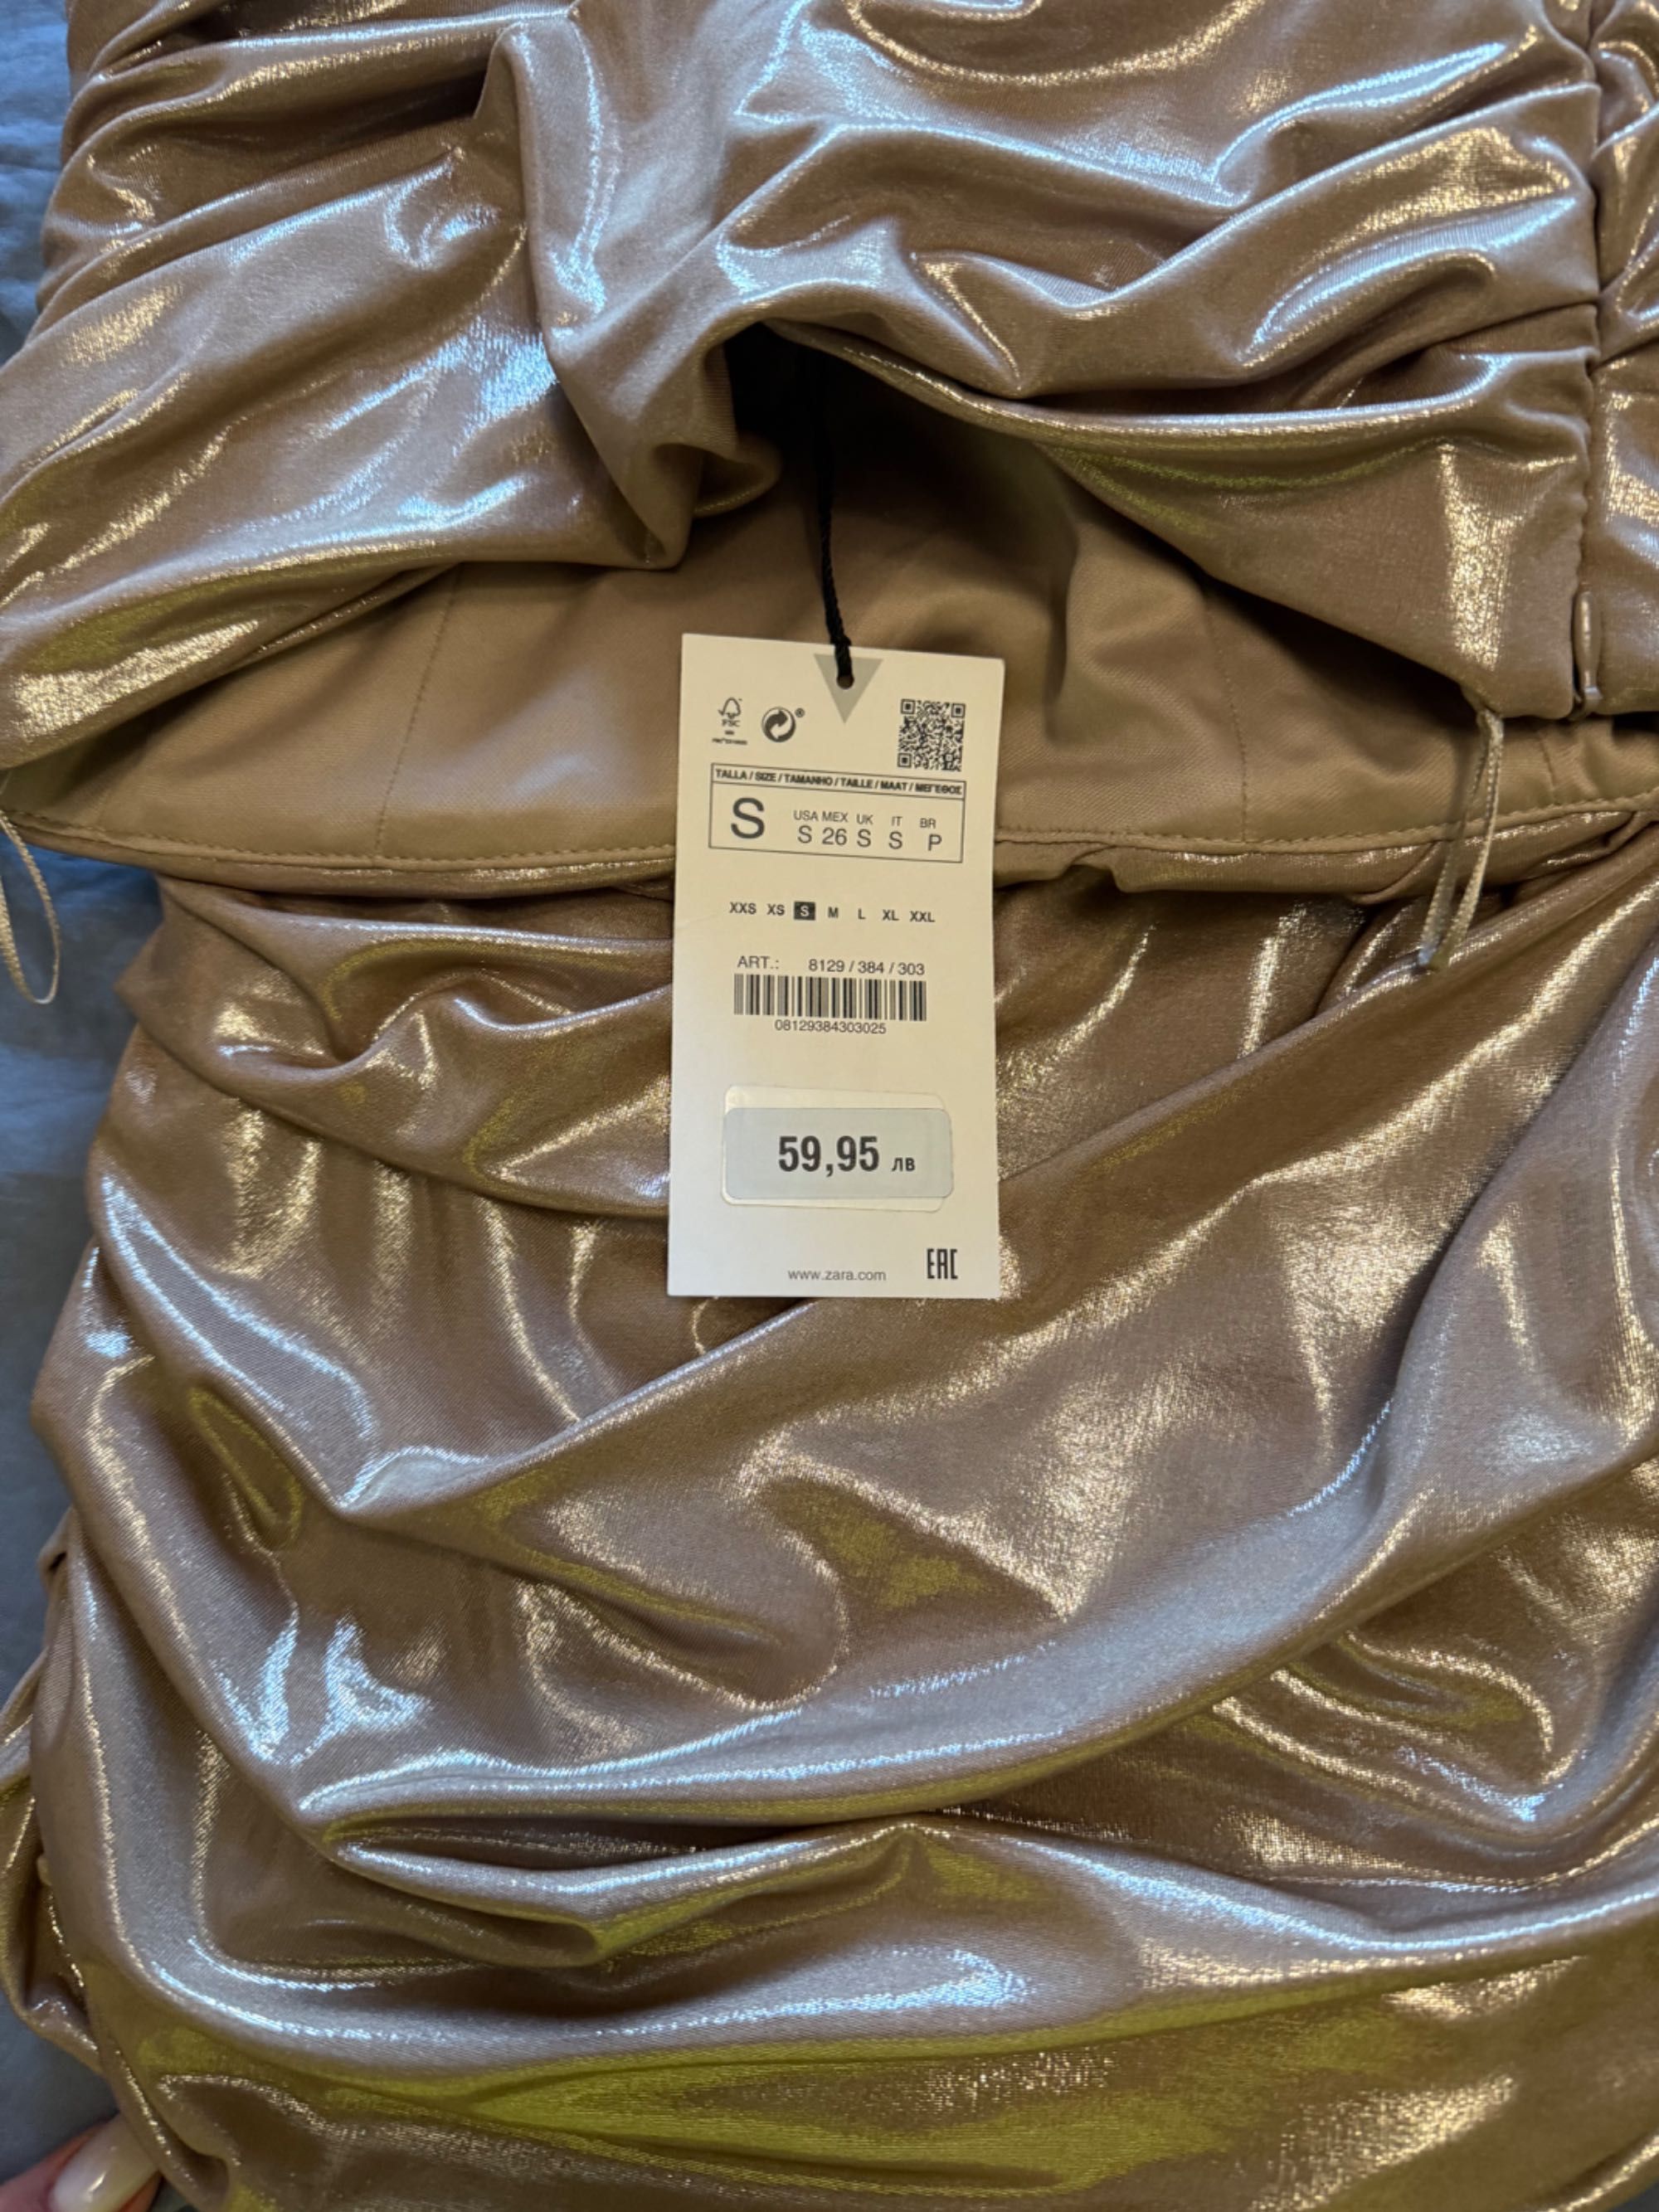 FSC
®
TALLA / SIZE / TAMANHO / TAILLE / MAAT / ΜΕΓΕΘΟΣ
S
USA MEX UK IT BR
S 26 S S P
XXS XS S M L XL XXL
ART.: 8129 / 384 / 303
08129384303025
59,95 лв
www.zara.com
EAC